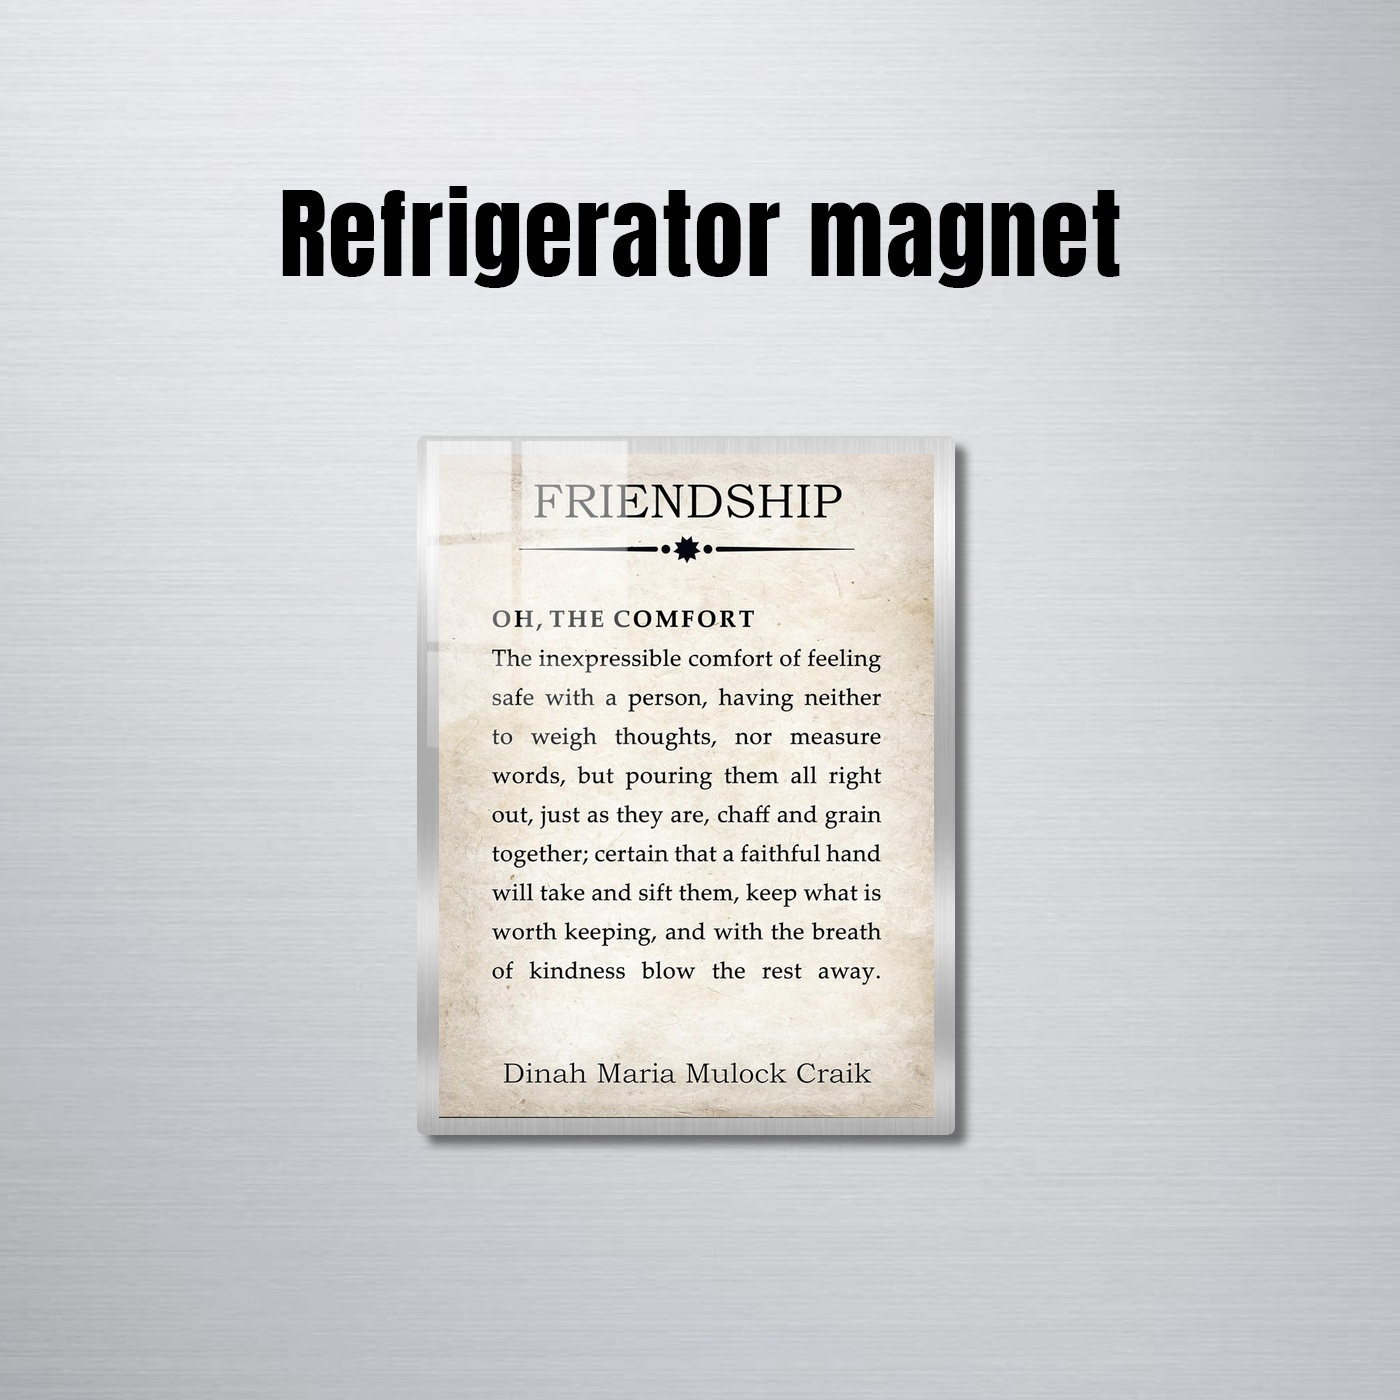 Refrigerator magnet
FRIENDSHIP
OH, THE COMFORT
The inexpressible comfort of feeling
safe with a person, having neither
to weigh thoughts, nor measure
words, but pouring them all right
out, just as they are, chaff and grain
together; certain that a faithful hand
will take and sift them, keep what is
worth keeping, and with the breath
of kindness blow the rest away.
Dinah Maria Mulock Craik